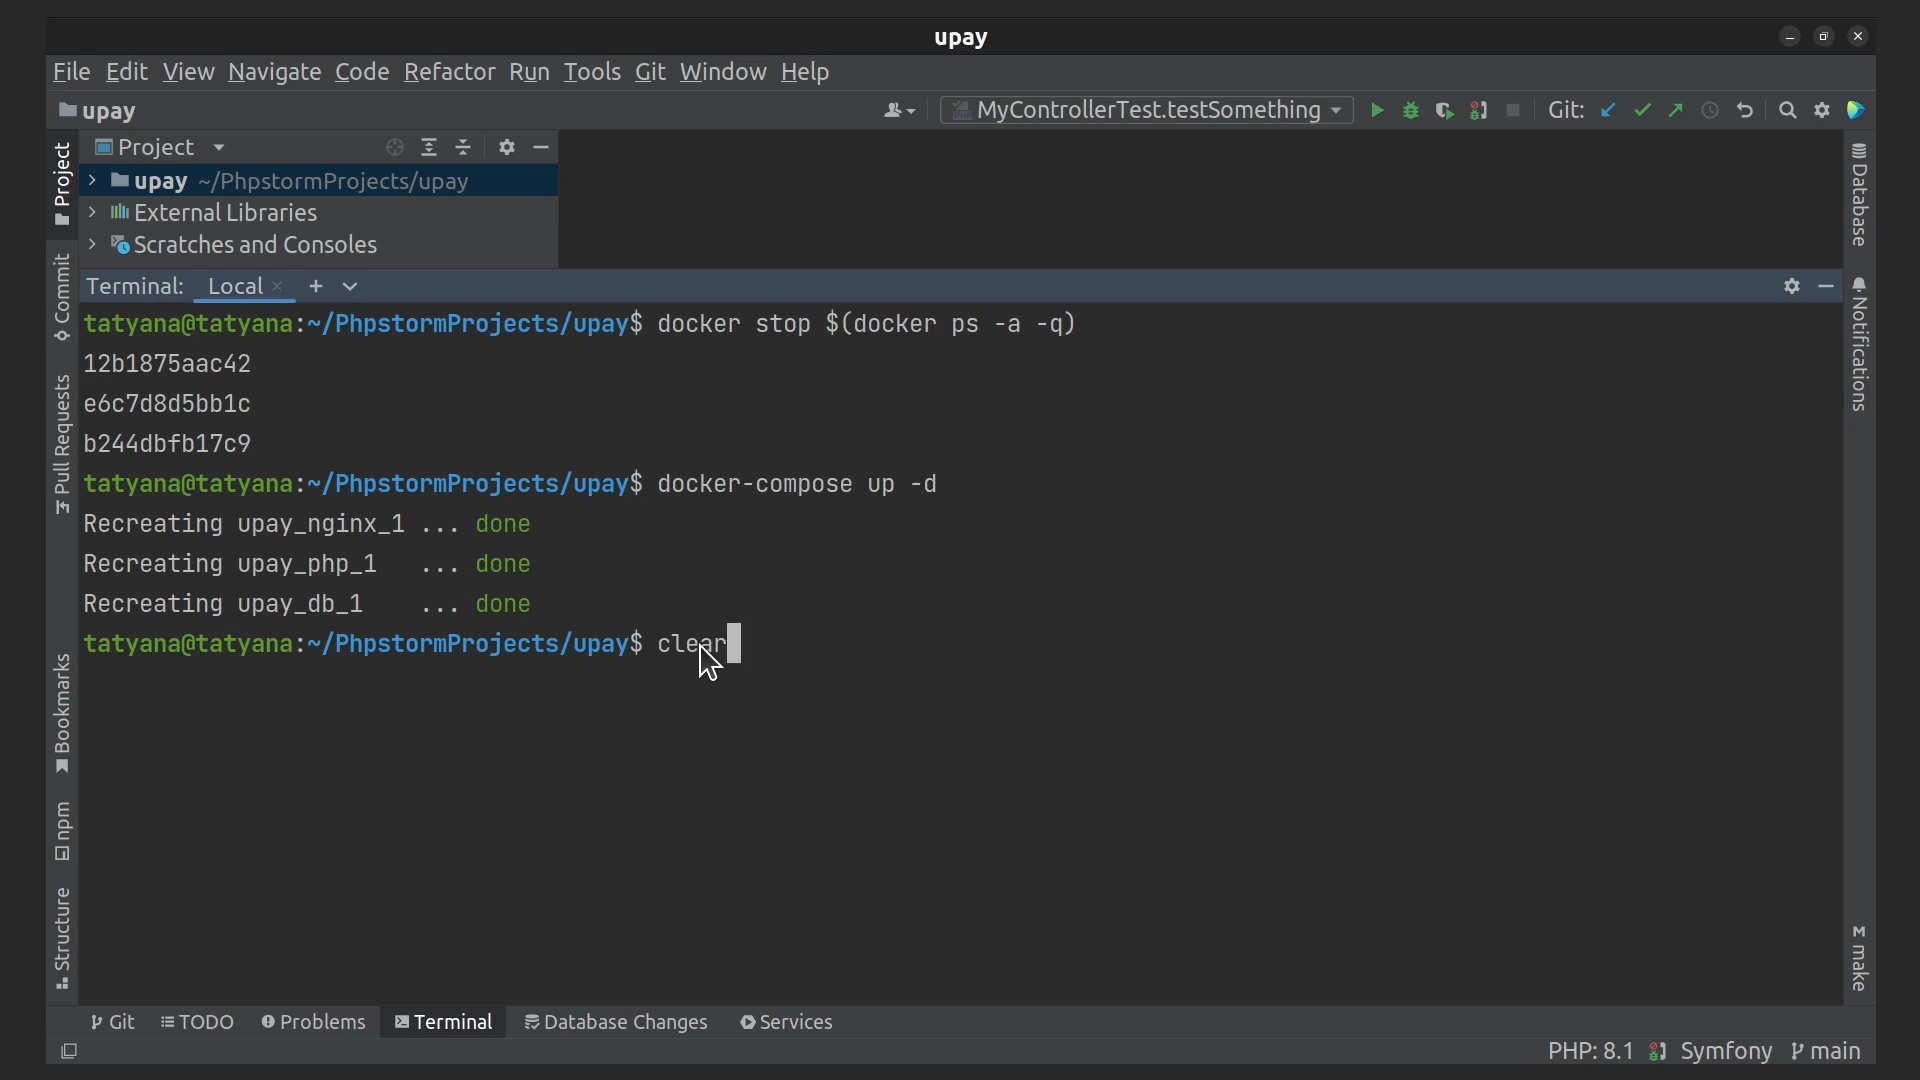 upay
File Edit View Navigate Code Refactor Run Tools Git Window Help
upay MyControllerTest.testSomething Git:
Project
upay ~/PhpstormProjects/upay
External Libraries
Scratches and Consoles
Terminal: Local
tatyana@tatyana:~/PhpstormProjects/upay$ docker stop $(docker ps -a -q)
12b1875aac42
e6c7d8d5bb1c
b244dbfb17c9
tatyana@tatyana:~/PhpstormProjects/upay$ docker-compose up -d
Recreating upay_nginx_1 ... done
Recreating upay_php_1 ... done
Recreating upay_db_1 ... done
tatyana@tatyana:~/PhpstormProjects/upay$ clear
Project
Commit
Pull Requests
Bookmarks
npm
Structure
Database
Notifications
make
Git TODO Problems Terminal Database Changes Services
PHP: 8.1 Symfony main